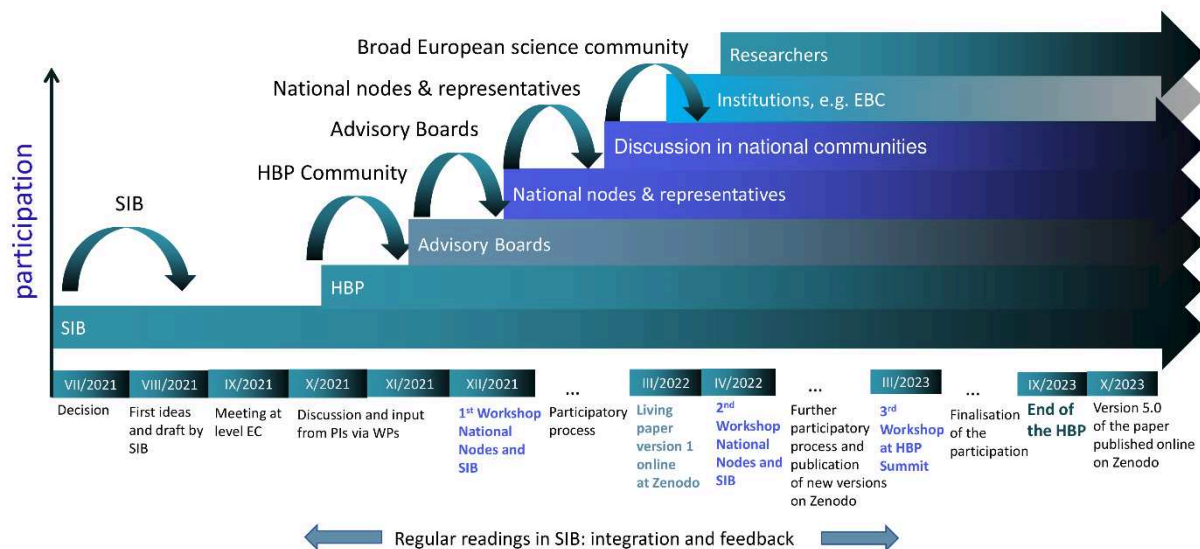 Broad European science community
Researchers
National nodes & representatives
Institutions, e.g. EBC
Advisory Boards
Discussion in national communities
HBP Community
National nodes & representatives
SIB
Advisory Boards
HBP
SIB
participation
VII/2021
VIII/2021
IX/2021
X/2021
XI/2021
XII/2021
...
III/2022
IV/2022
...
III/2023
...
IX/2023
X/2023
Decision
First ideas
and draft by
SIB
Meeting at
level EC
Discussion and input
from PIs via WPs
1st Workshop
National
Nodes and
SIB
Participatory
process
Living
paper
version 1
online
at Zenodo
2nd
Workshop
National
Nodes and
SIB
Further
participatory
process and
publication
of new versions
on Zenodo
3rd
Workshop
at HBP
Summit
Finalisation
of the
participation
End of
the HBP
Version 5.0
of the paper
published online
on Zenodo
Regular readings in SIB: integration and feedback